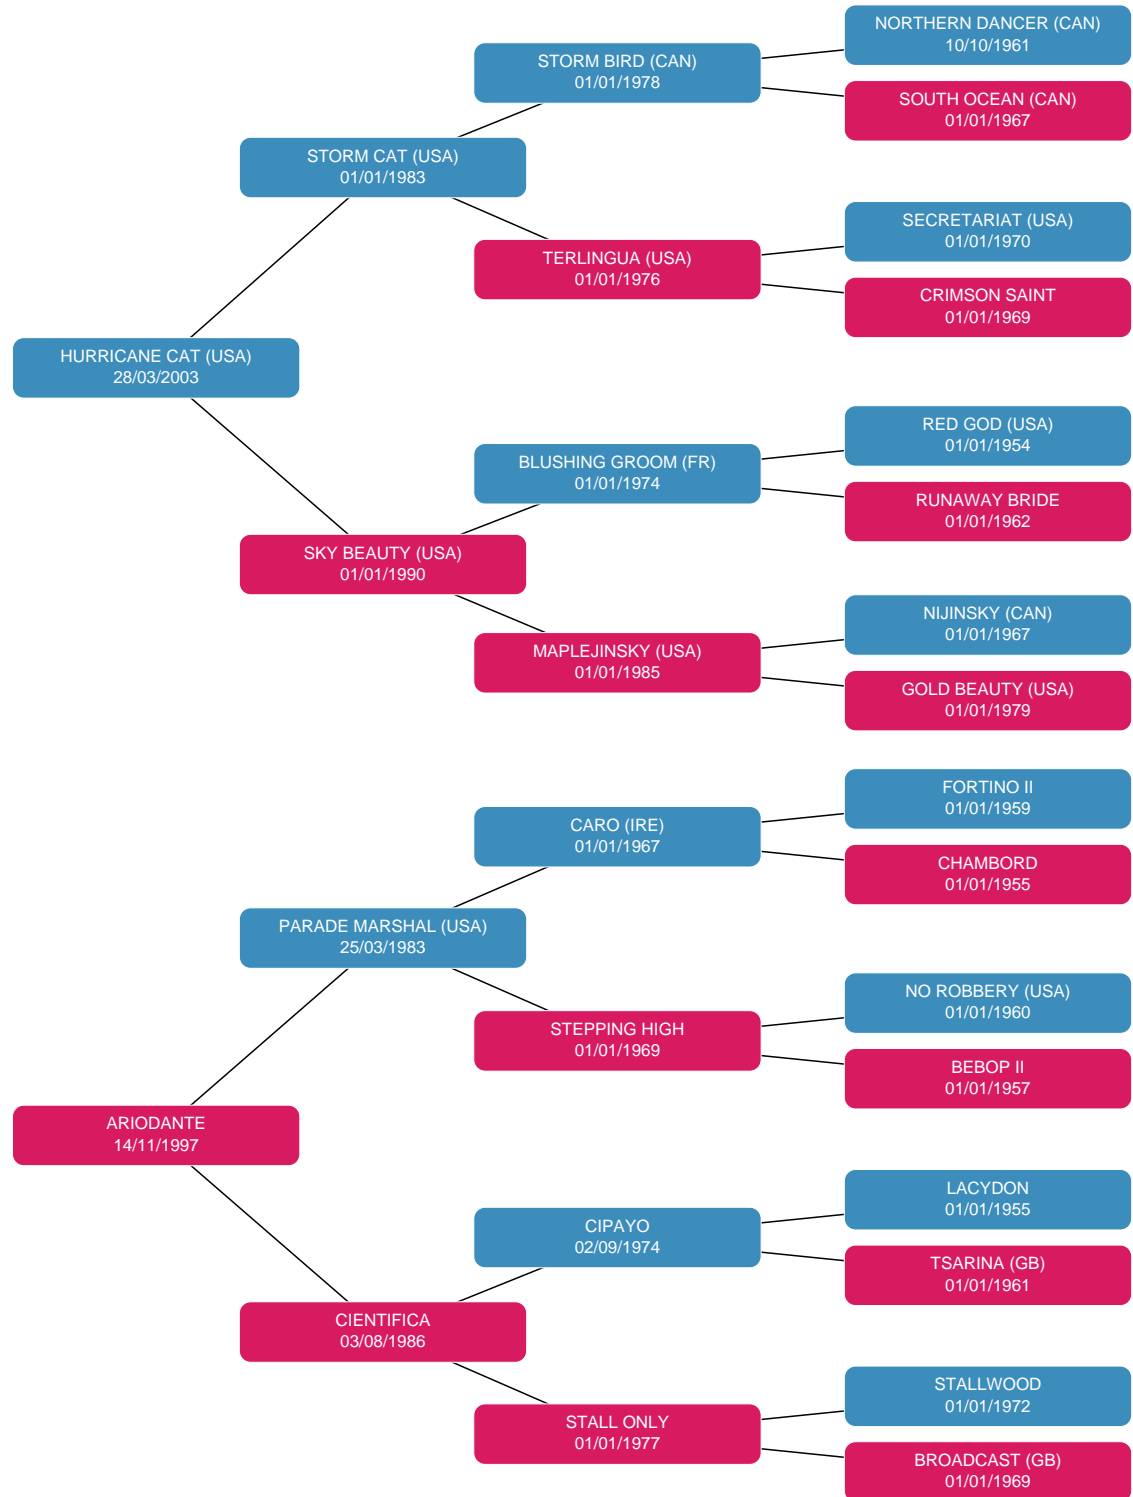 NORTHERN DANCER (CAN)
10/10/1961
STORM BIRD (CAN)
01/01/1978
SOUTH OCEAN (CAN)
01/01/1967
STORM CAT (USA)
01/01/1983
SECRETARIAT (USA)
01/01/1970
TERLINGUA (USA)
01/01/1976
CRIMSON SAINT
01/01/1969
HURRICANE CAT (USA)
28/03/2003
RED GOD (USA)
01/01/1954
BLUSHING GROOM (FR)
01/01/1974
RUNAWAY BRIDE
01/01/1962
SKY BEAUTY (USA)
01/01/1990
NIJINSKY (CAN)
01/01/1967
MAPLEJINSKY (USA)
01/01/1985
GOLD BEAUTY (USA)
01/01/1979
FORTINO II
01/01/1959
CARO (IRE)
01/01/1967
CHAMBORD
01/01/1955
PARADE MARSHAL (USA)
25/03/1983
NO ROBBERY (USA)
01/01/1960
STEPPING HIGH
01/01/1969
BEBOP II
01/01/1957
ARIODANTE
14/11/1997
LACYDON
01/01/1955
CIPAYO
02/09/1974
TSARINA (GB)
01/01/1961
CIENTIFICA
03/08/1986
STALLWOOD
01/01/1972
STALL ONLY
01/01/1977
BROADCAST (GB)
01/01/1969